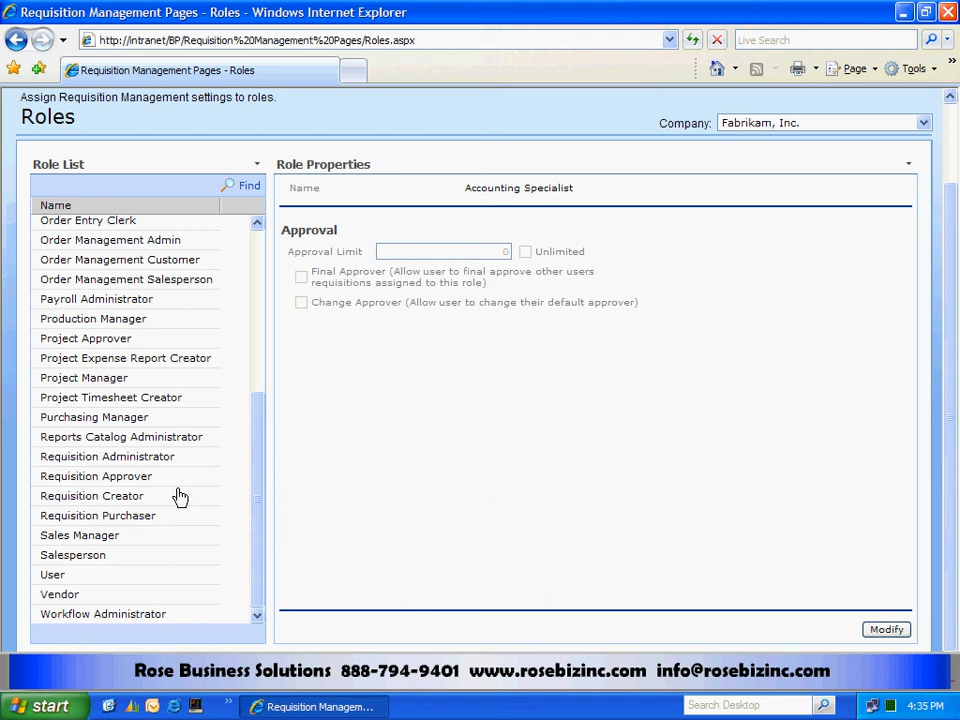 Requisition Management Pages - Roles - Windows Internet Explorer
http://intranet/BP/Requisition%20Management%20Pages/Roles.aspx
Live Search
Requisition Management Pages - Roles
Page
Tools
Assign Requisition Management settings to roles.
Roles
Company:
Fabrikam, Inc.
Role List
Find
Name
Order Entry Clerk
Order Management Admin
Order Management Customer
Order Management Salesperson
Payroll Administrator
Production Manager
Project Approver
Project Expense Report Creator
Project Manager
Project Timesheet Creator
Purchasing Manager
Reports Catalog Administrator
Requisition Administrator
Requisition Approver
Requisition Creator
Requisition Purchaser
Sales Manager
Salesperson
User
Vendor
Workflow Administrator
Role Properties
Name
Accounting Specialist
Approval
Approval Limit
0
Unlimited
Final Approver (Allow user to final approve other users
requisitions assigned to this role)
Change Approver (Allow user to change their default approver)
Modify
Rose Business Solutions 888-794-9401 www.rosebizinc.com info@rosebizinc.com
start
Requisition Managem...
Search Desktop
4:35 PM